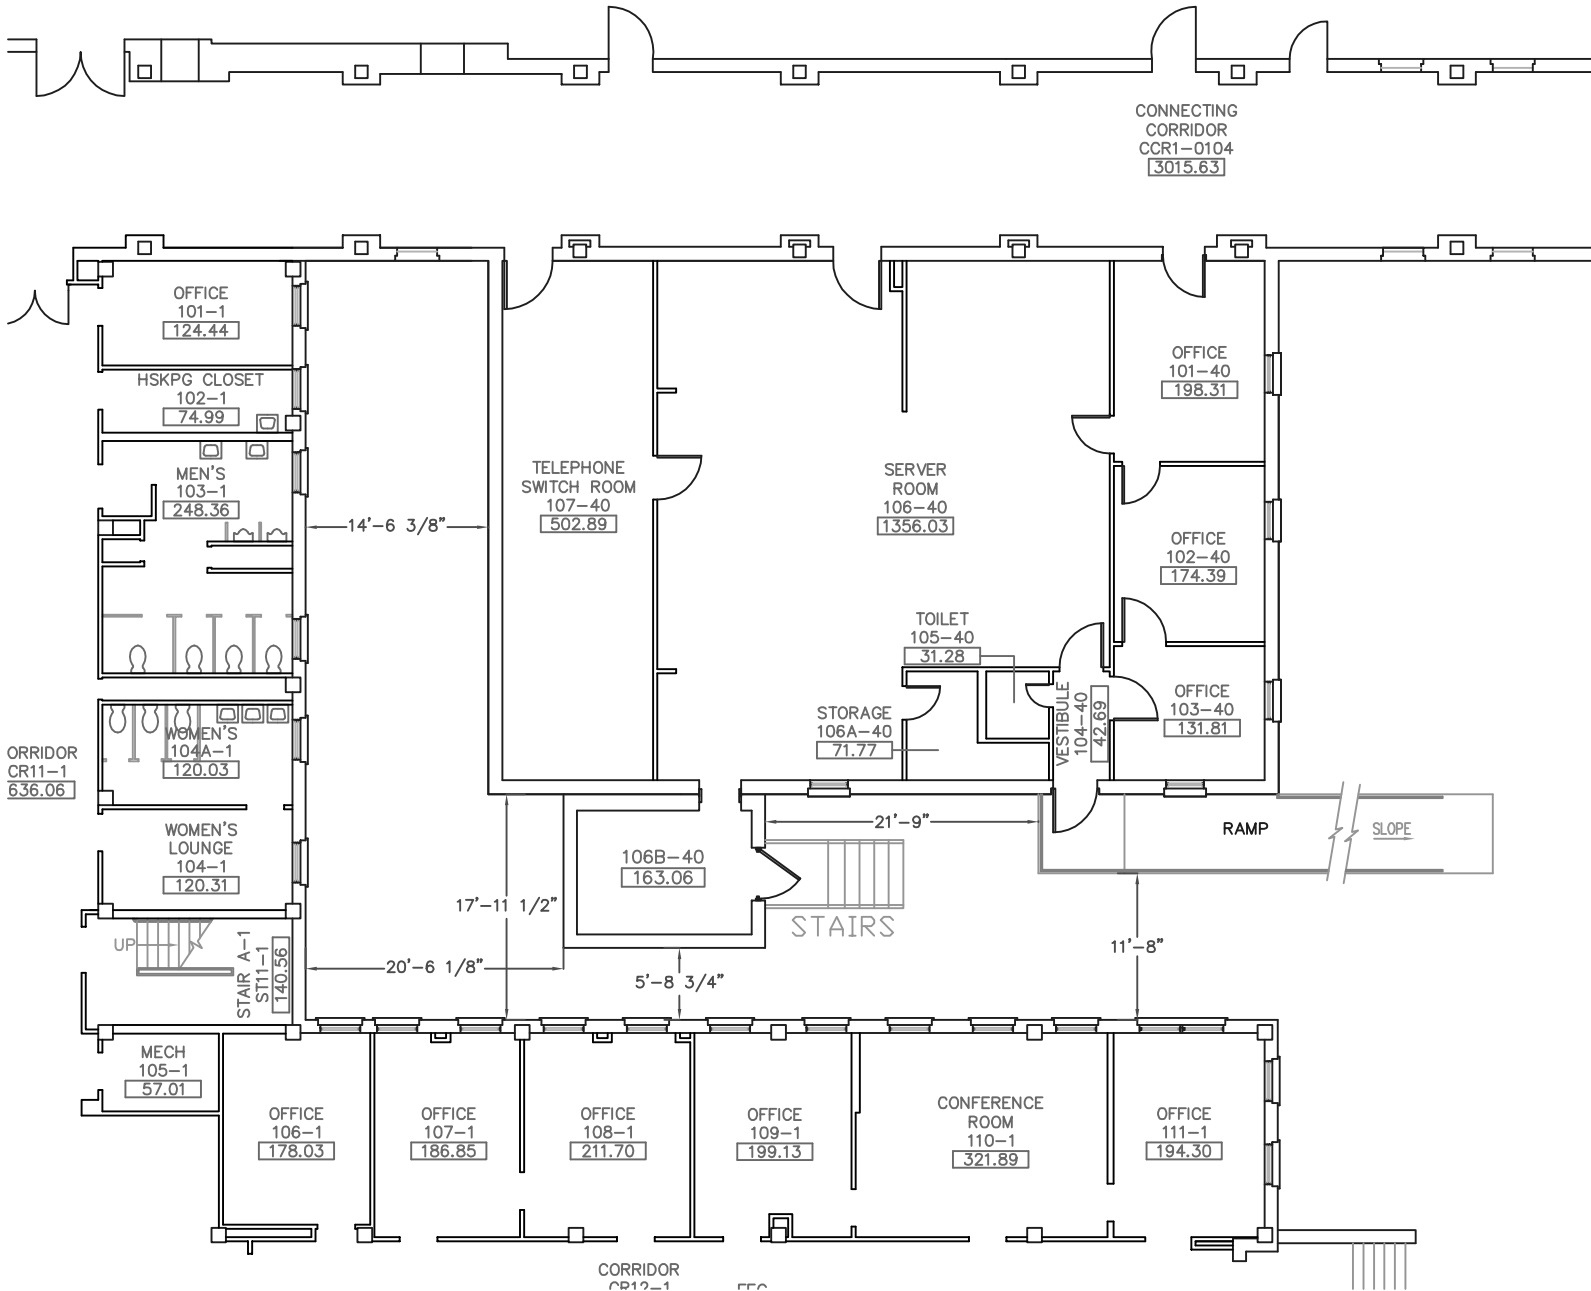 CONNECTING
CORRIDOR
CCR1-0104
3015.63
OFFICE
101-1
124.44
HSKPG CLOSET
102-1
74.99
MEN'S
103-1
248.36
14'-6 3/8"
TELEPHONE
SWITCH ROOM
107-40
502.89
SERVER
ROOM
106-40
1356.03
OFFICE
101-40
198.31
OFFICE
102-40
174.39
TOILET
105-40
31.28
STORAGE
106A-40
71.77
VESTIBULE
104-40
42.69
OFFICE
103-40
131.81
WOMEN'S
104A-1
120.03
ORRIDOR
CR11-1
636.06
WOMEN'S
LOUNGE
104-1
120.31
21'-9"
RAMP
SLOPE
106B-40
163.06
STAIRS
17'-11 1/2"
11'-8"
UP
STAIR A-1
ST11-1
140.56
20'-6 1/8"
5'-8 3/4"
MECH
105-1
57.01
OFFICE
106-1
178.03
OFFICE
107-1
186.85
OFFICE
108-1
211.70
OFFICE
109-1
199.13
CONFERENCE
ROOM
110-1
321.89
OFFICE
111-1
194.30
CORRIDOR
CR12-1